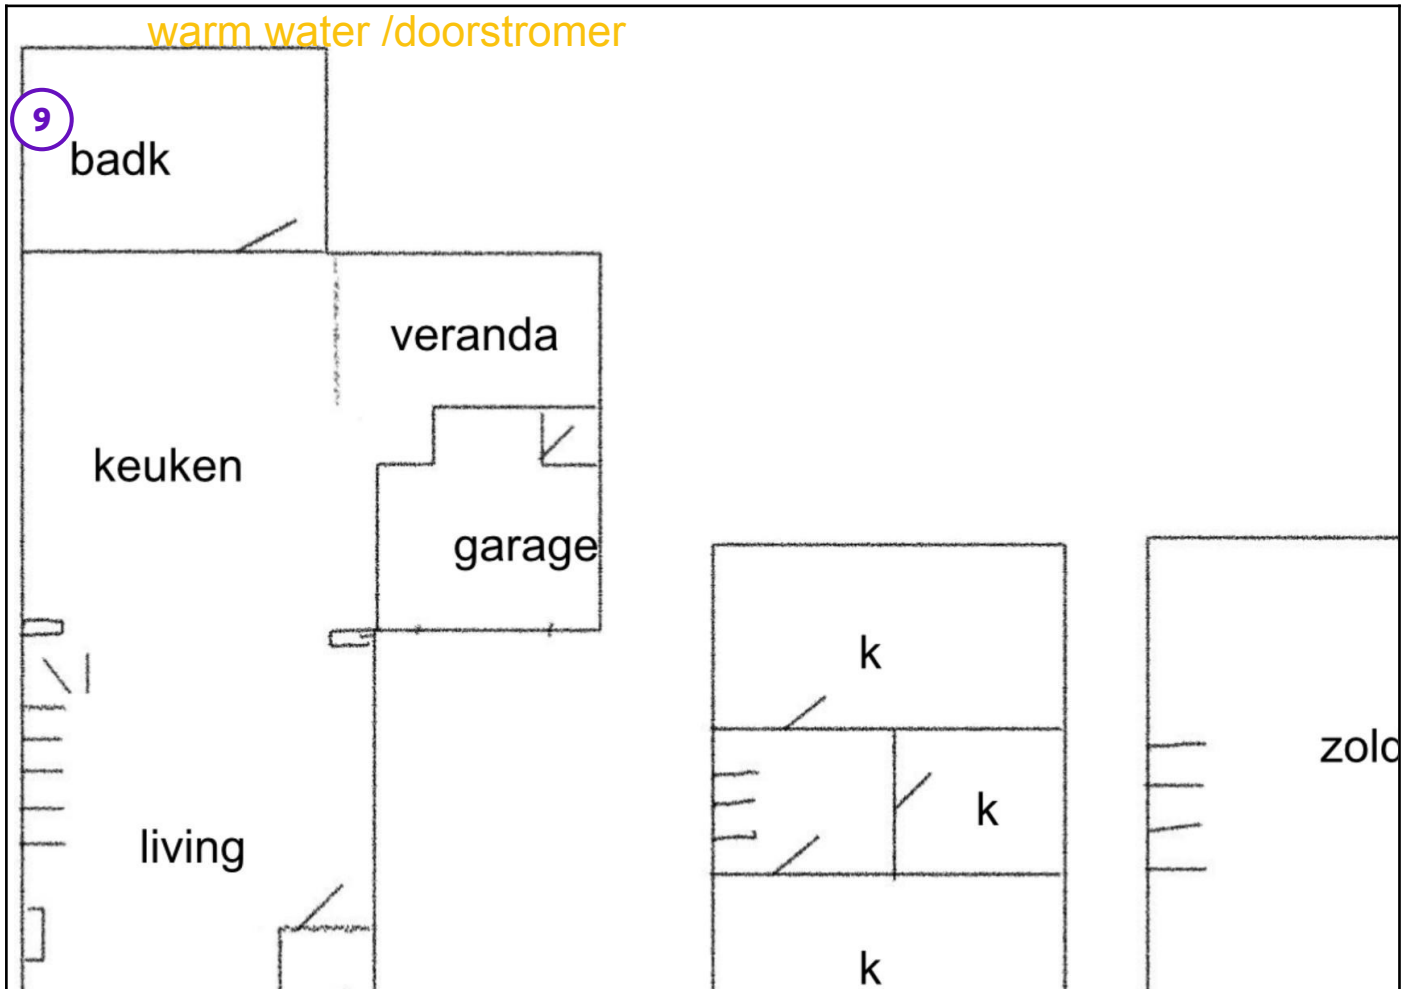 warm water /doorstromer
9
badk
veranda
keuken
garage
k
zold
k
living
k